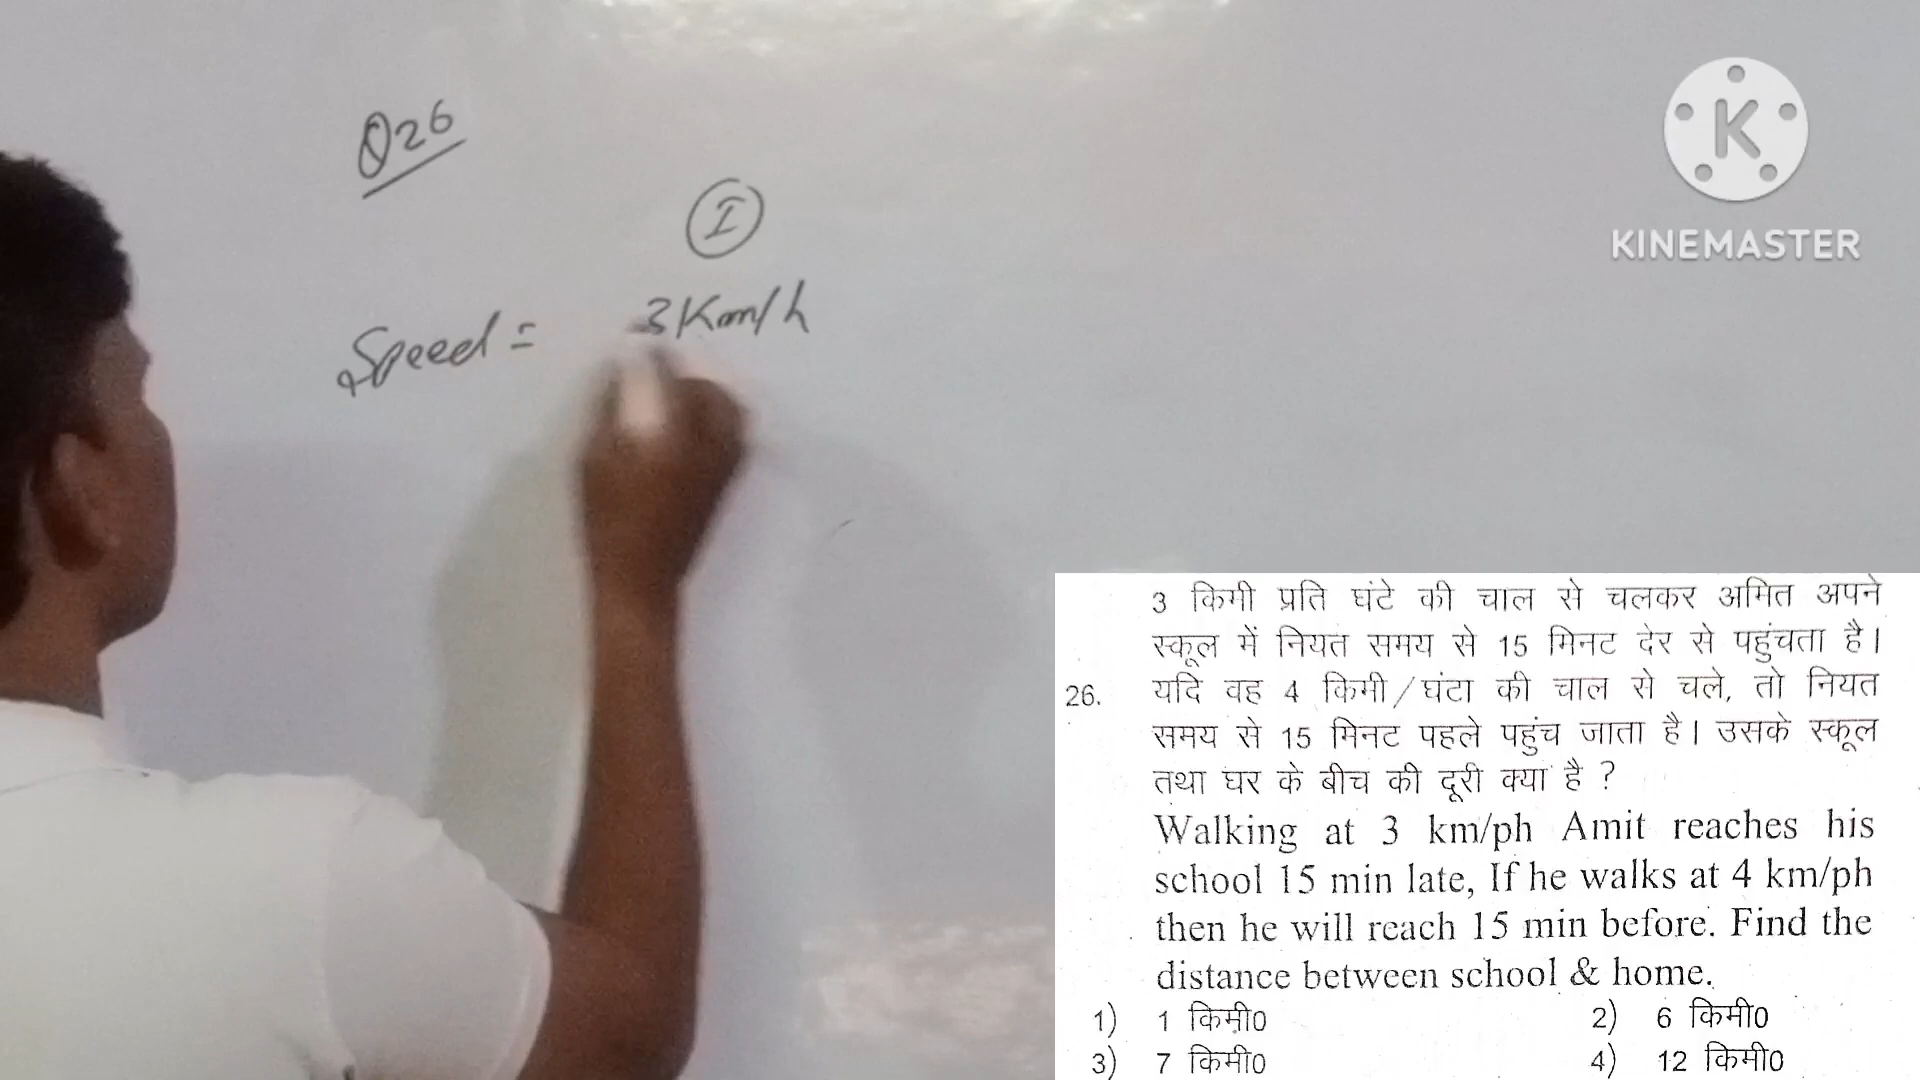 Q26
I
Speed = 3Km/h
K
KINEMASTER
3 किमी प्रति घंटे की चाल से चलकर अमित अपने
स्कूल में नियत समय से 15 मिनट देर से पहुंचता है।
26. यदि वह 4 किमी/घंटा की चाल से चले, तो नियत
समय से 15 मिनट पहले पहुंच जाता है। उसके स्कूल
तथा घर के बीच की दूरी क्या है ?
Walking at 3 km/ph Amit reaches his
school 15 min late, If he walks at 4 km/ph
then he will reach 15 min before. Find the
distance between school & home.
1) 1 किमी0 2) 6 किमी0
3) 7 किमी0 4) 12 किमी0